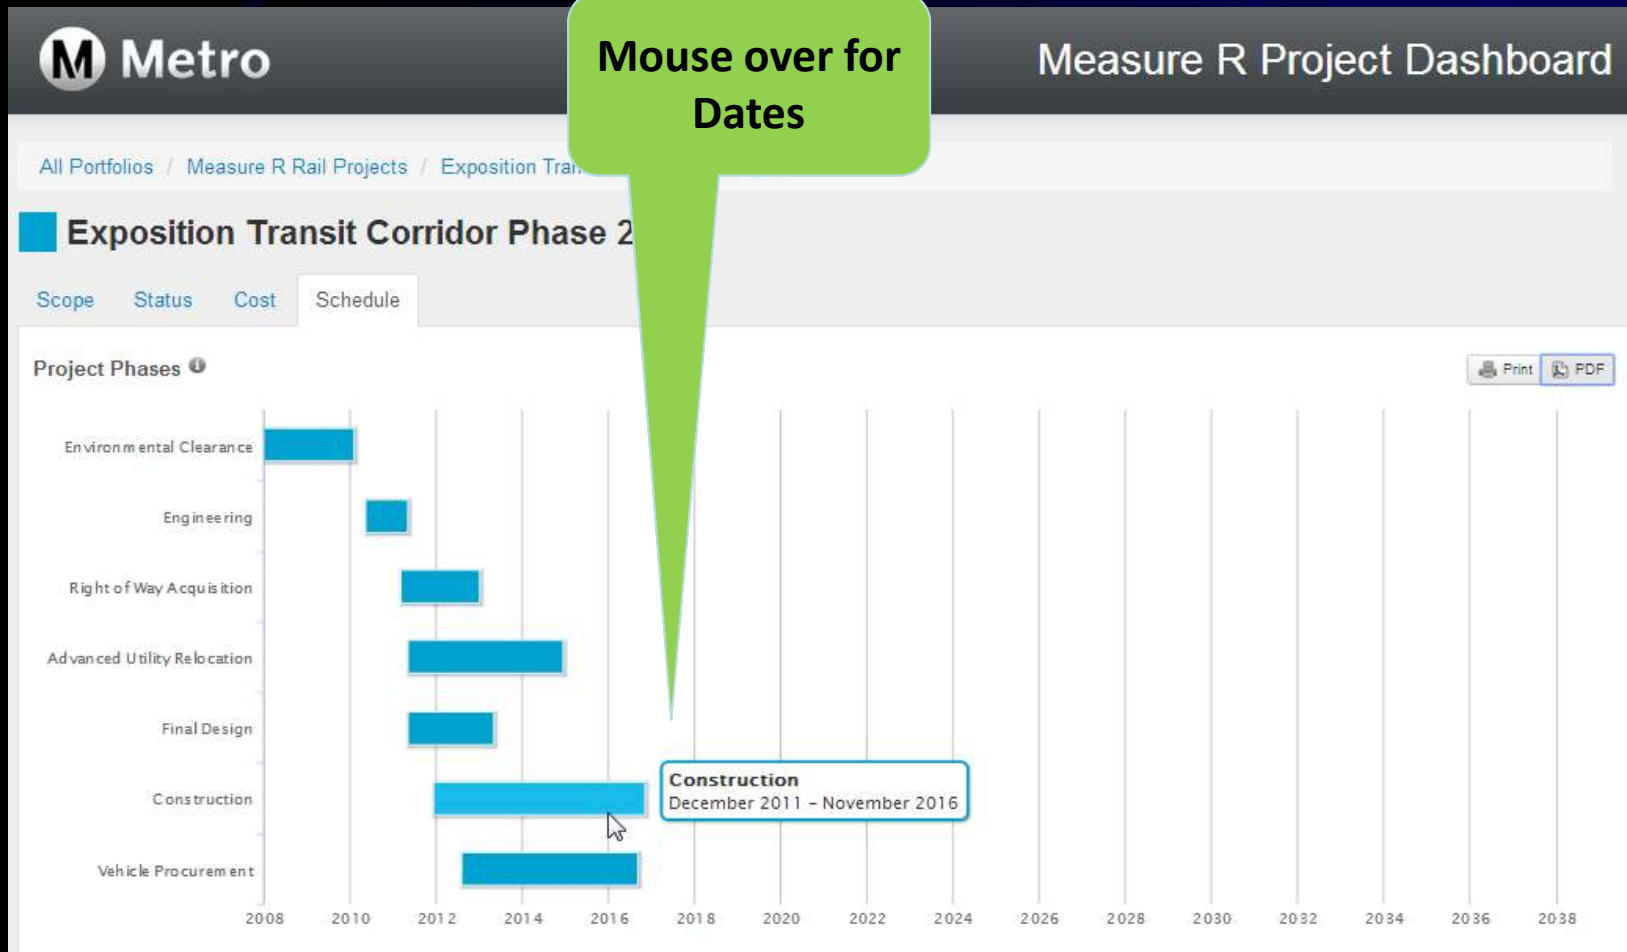 M Metro
Mouse over for
Dates
Measure R Project Dashboard
All Portfolios / Measure R Rail Projects / Exposition
Exposition Transit Corridor Phase 2
Scope Status Cost Schedule
Project Phases
Print PDF
Environmental Clearance
Engineering
Right of Way Acquisition
Advanced Utility Relocation
Final Design
Construction
Construction
December 2011 – November 2016
Vehicle Procurement
2008 2010 2012 2014 2016 2018 2020 2022 2024 2026 2028 2030 2032 2034 2036 2038